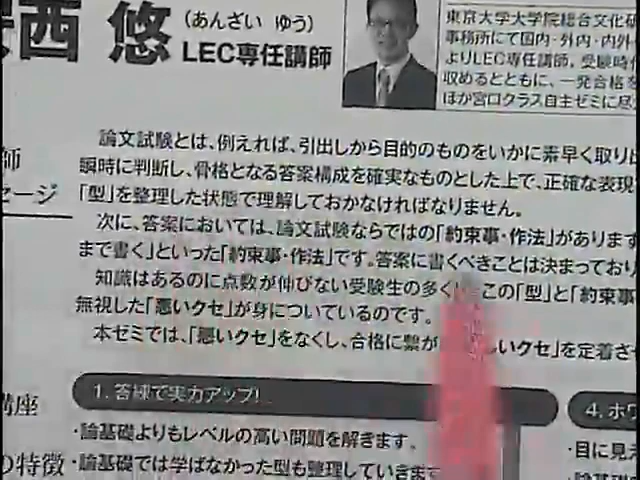 西 悠 (あんざい ゆう)
LEC専任講師
東京大学大学院総合文化研
事務所にて国内・外内・内外
よりLEC専任講師。受験時代
収めるとともに、一発合格を
ほか宮口クラス自主ゼミに尽
師
セージ
論文試験とは、例えれば、引出しから目的のものをいかに素早く取り出
瞬時に判断し、骨格となる答案構成を確実なものとした上で、正確な表現
「型」を整理した状態で理解しておかなければなりません。
次に、答案においては、論文試験ならではの「約束事・作法」があります
まで書く」といった「約束事・作法」です。答案に書くべきことは決まっており
知識はあるのに点数が伸びない受験生の多く この「型」と「約束事
無視した「悪いクセ」が身についているのです。
本ゼミでは、「悪いクセ」をなくし、合格に繋が しいクセ」を定着さ
講座
の特徴
1. 答練で実力アップ!
・論基礎よりもレベルの高い問題を解きます。
・論基礎では学ばなかった型も整理していきま
4. ホワ
・目に見え